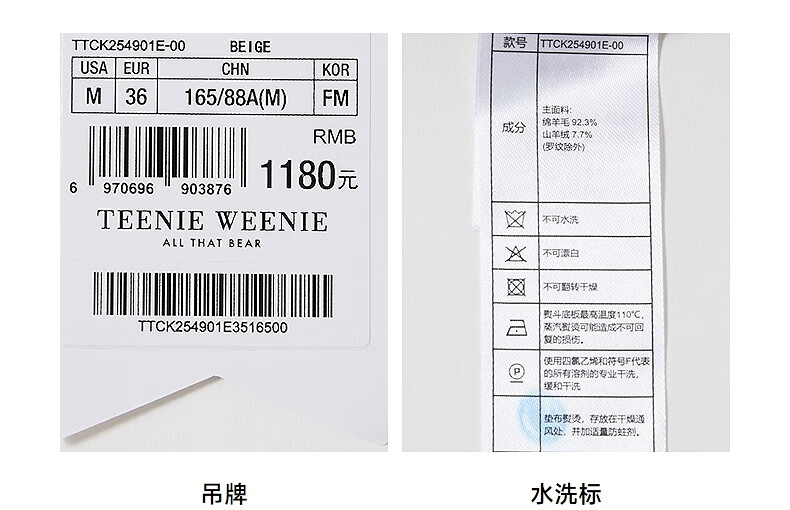 TTCK254901E-00 BEIGE
USA EUR CHN KOR
M 36 165/88A(M) FM
RMB
1180元
6 970696 903876
TEENIE WEENIE
ALL THAT BEAR
TTCK254901E3516500
吊牌
款号 TTCK254901E-00
成分
主面料:
绵羊毛 92.3%
山羊绒 7.7%
(罗纹除外)
不可水洗
不可漂白
不可翻转干燥
熨斗底板最高温度110℃,
蒸汽熨烫可能造成不可回
复的损伤。
P
使用四氯乙烯和符号F代表
的所有溶剂的专业干洗,
缓和干洗
垫布熨烫,存放在干燥通
风处,并加适量防蛀剂。
水洗标